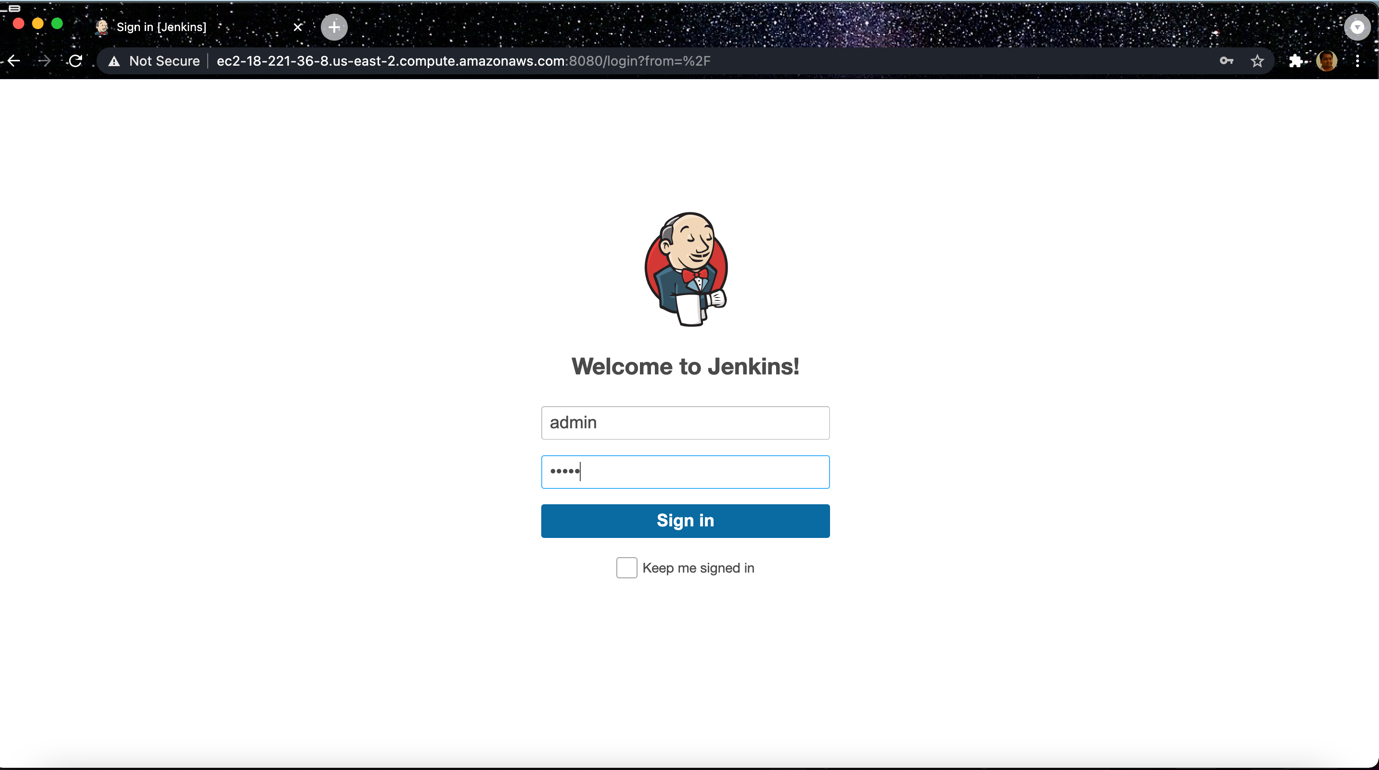 Sign in [Jenkins]
Not Secure ec2-18-221-36-8.us-east-2.compute.amazonaws.com:8080/login?from=%2F
Welcome to Jenkins!
admin
•••••
Sign in
Keep me signed in